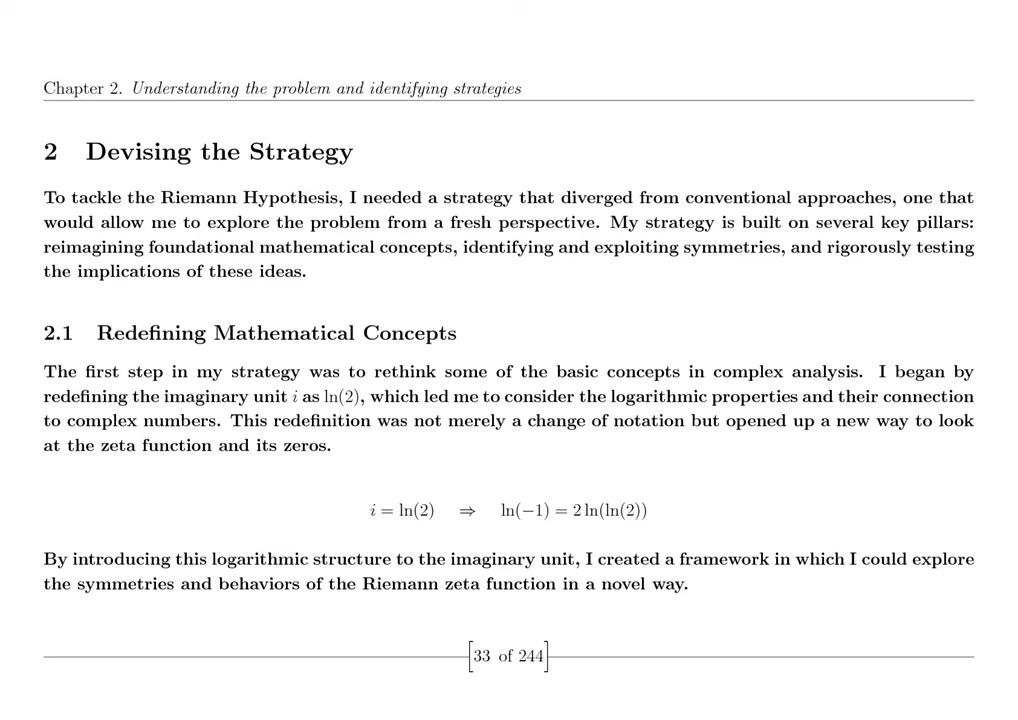 Chapter 2. Understanding the problem and identifying strategies
2 Devising the Strategy
To tackle the Riemann Hypothesis, I needed a strategy that diverged from conventional approaches, one that
would allow me to explore the problem from a fresh perspective. My strategy is built on several key pillars:
reimagining foundational mathematical concepts, identifying and exploiting symmetries, and rigorously testing
the implications of these ideas.
2.1 Redefining Mathematical Concepts
The first step in my strategy was to rethink some of the basic concepts in complex analysis. I began by
redefining the imaginary unit i as ln(2), which led me to consider the logarithmic properties and their connection
to complex numbers. This redefinition was not merely a change of notation but opened up a new way to look
at the zeta function and its zeros.
i = ln(2) ⇒ ln(−1) = 2 ln(ln(2))
By introducing this logarithmic structure to the imaginary unit, I created a framework in which I could explore
the symmetries and behaviors of the Riemann zeta function in a novel way.
[33 of 244]